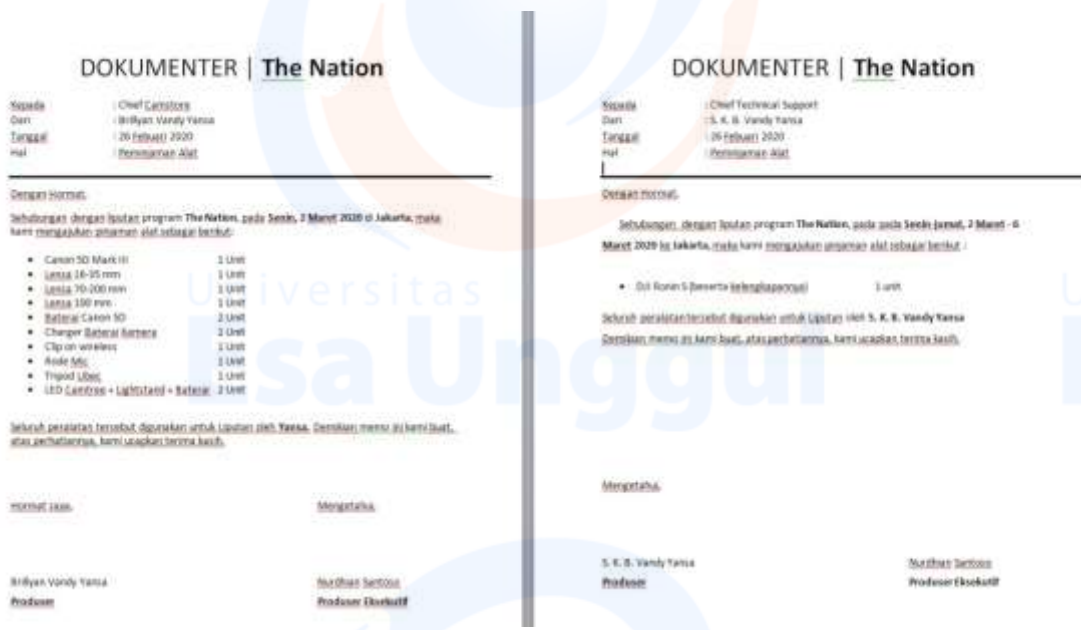 DOKUMENTER | The Nation
Kepada : Chief Camstore
Dari : Brillyan Vandy Yansa
Tanggal : 26 Febuari 2020
Hal : Peminjaman Alat
Dengan Hormat,
Sehubungan dengan liputan program The Nation, pada Senin, 2 Maret 2020 di Jakarta, maka
kami mengajukan pinjaman alat sebagai berikut:
• Canon 5D Mark III 1 Unit
• Lensa 16-35 mm 1 Unit
• Lensa 70-200 mm 1 Unit
• Lensa 100 mm 1 Unit
• Baterai Canon 5D 2 Unit
• Charger Baterai Kamera 2 Unit
• Clip on wireless 1 Unit
• Rode Mic 1 Unit
• Tripod Libec 1 Unit
• LED Camtree + Lightstand + Baterai 2 Unit
Seluruh peralatan tersebut digunakan untuk Liputan oleh Yansa. Demikian memo ini kami buat,
atas perhatiannya, kami ucapkan terima kasih.
Hormat saya, Mengetahui,
Brillyan Vandy Yansa Nurdhian Santoso
Produser Produser Eksekutif
DOKUMENTER | The Nation
Kepada : Chief Technical Support
Dari : S. K. B. Vandy Yansa
Tanggal : 26 Febuari 2020
Hal : Peminjaman Alat
Dengan Hormat,
Sehubungan dengan liputan program The Nation, pada pada Senin-Jumat, 2 Maret - 6
Maret 2020 ke Jakarta, maka kami mengajukan pinjaman alat sebagai berikut :
• DJI Ronin S (beserta kelengkapannya) 1 unit
Seluruh peralatan tersebut digunakan untuk Liputan oleh S. K. B. Vandy Yansa
Demikian memo ini kami buat, atas perhatiannya, kami ucapkan terima kasih.
Mengetahui,
S. K. B. Vandy Yansa Nurdhian Santoso
Produser Produser Eksekutif
Universitas
Esa Unggul